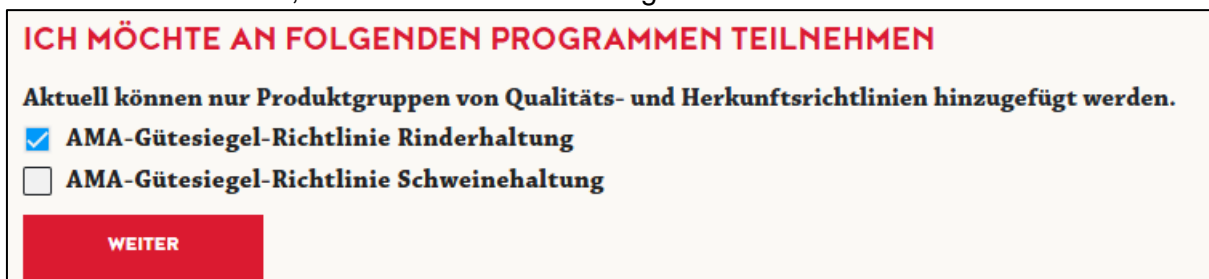 ICH MÖCHTE AN FOLGENDEN PROGRAMMEN TEILNEHMEN
Aktuell können nur Produktgruppen von Qualitäts- und Herkunftsrichtlinien hinzugefügt werden.
AMA-Gütesiegel-Richtlinie Rinderhaltung
AMA-Gütesiegel-Richtlinie Schweinehaltung
WEITER